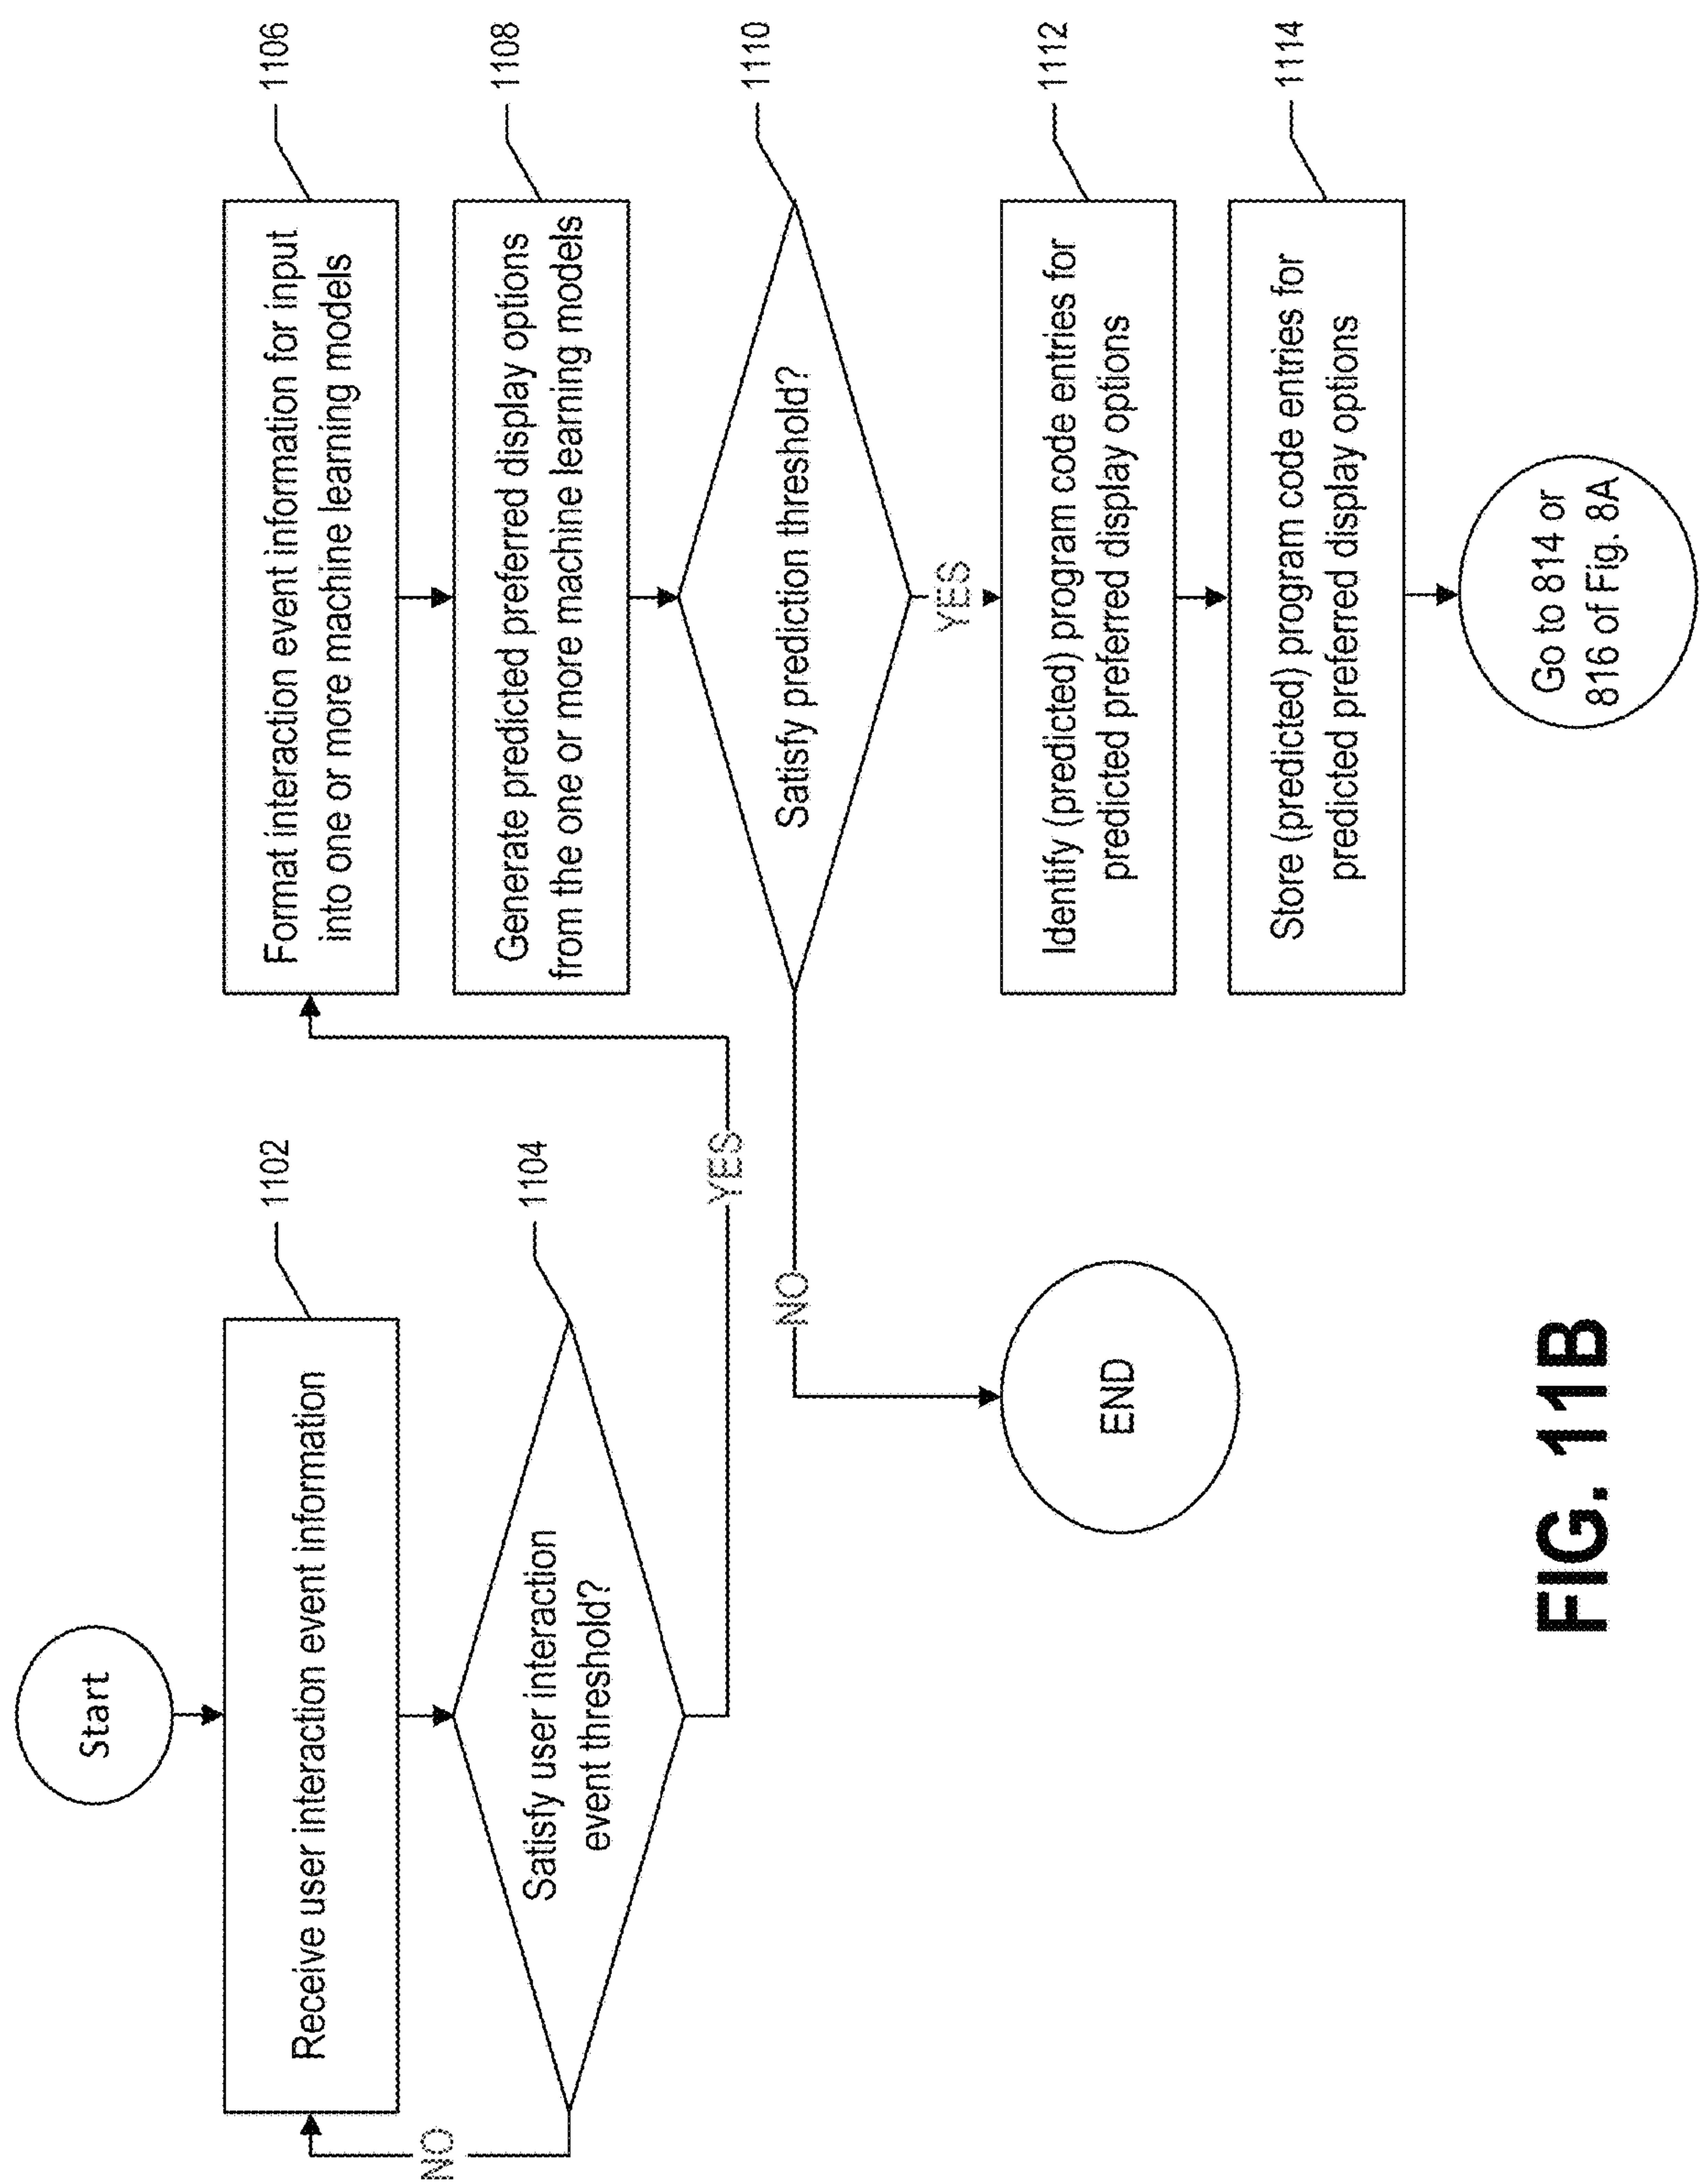 Start
1102
Receive user interaction event information
1104
Satisfy user interaction
event threshold?
NO
YES
1106
Format interaction event information for input
into one or more machine learning models
1108
Generate predicted preferred display options
from the one or more machine learning models
1110
Satisfy prediction threshold?
NO
END
YES
1112
Identify (predicted) program code entries for
predicted preferred display options
1114
Store (predicted) program code entries for
predicted preferred display options
Go to 814 or
816 of Fig. 8A
FIG. 11B